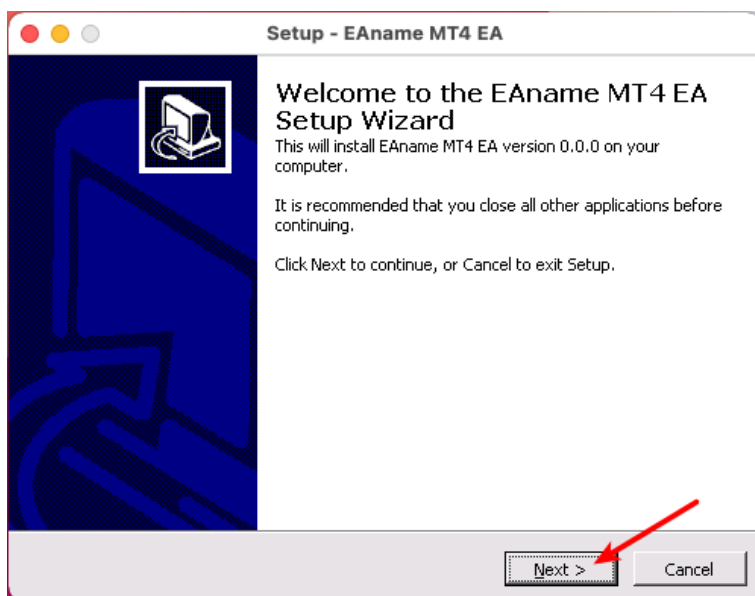 Setup - EAname MT4 EA
Welcome to the EAname MT4 EA
Setup Wizard
This will install EAname MT4 EA version 0.0.0 on your
computer.
It is recommended that you close all other applications before
continuing.
Click Next to continue, or Cancel to exit Setup.
Next >
Cancel